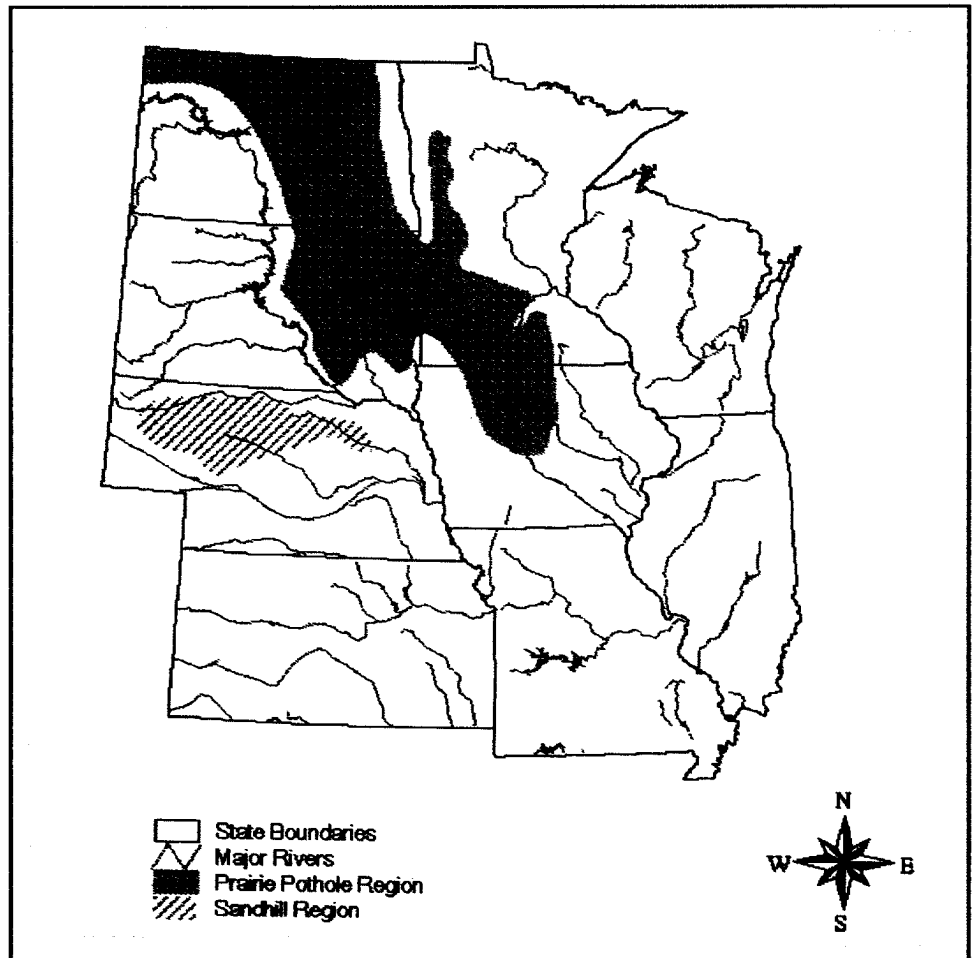 State Boundaries
Major Rivers
Prairie Pothole Region
Sandhill Region
N
W E
S